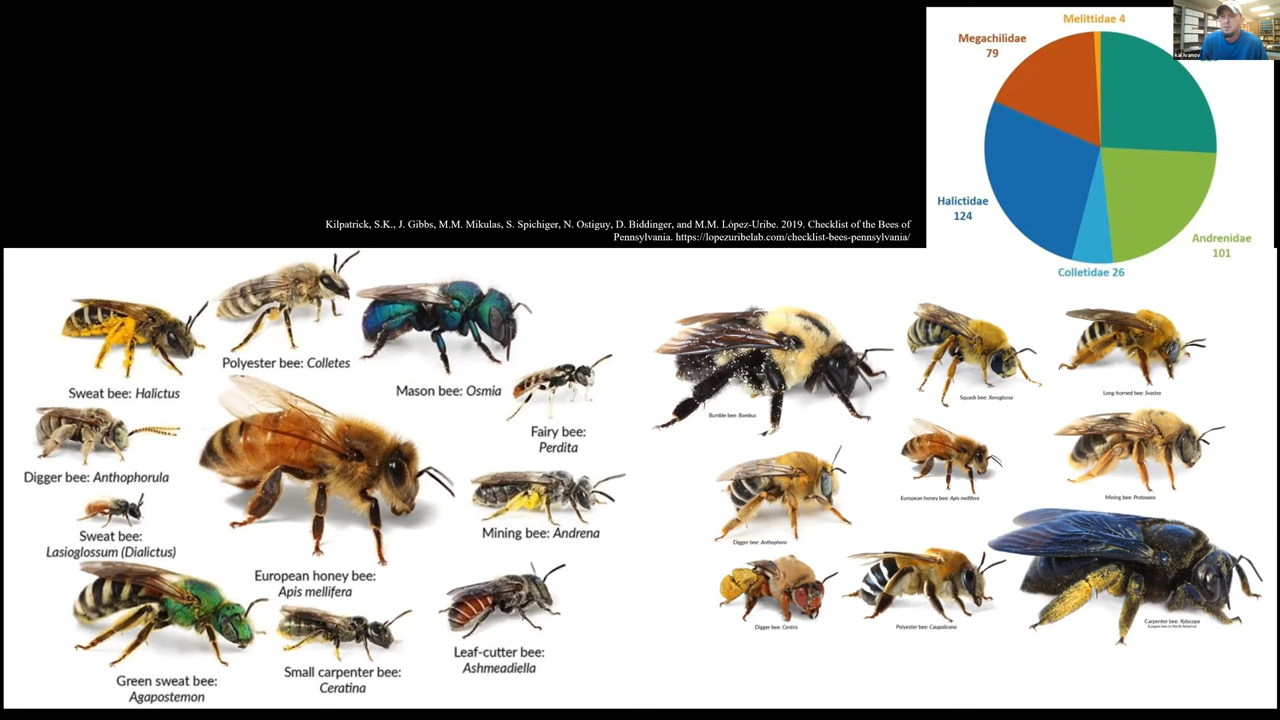 Melittidae 4
Megachilidae
79
Halictidae
124
Andrenidae
101
Colletidae 26
Kilpatrick, S.K., J. Gibbs, M.M. Mikulas, S. Spichiger, N. Ostiguy, D. Biddinger, and M.M. López-Uribe. 2019. Checklist of the Bees of
Pennsylvania. https://lopezuribelab.com/checklist-bees-pennsylvania/
Polyester bee: Colletes
Sweat bee: Halictus
Mason bee: Osmia
Fairy bee:
Perdita
Digger bee: Anthophorula
Sweat bee:
Lasioglossum (Dialictus)
Mining bee: Andrena
European honey bee:
Apis mellifera
Leaf-cutter bee:
Ashmeadiella
Small carpenter bee:
Ceratina
Green sweat bee:
Agapostemon
Bumble bee: Bombus
Squash bee: Xenoglossa
Long-horned bee: Svastra
European honey bee: Apis mellifera
Mining bee: Protoxaea
Digger bee: Anthophora
Digger bee: Centris
Polyester bee: Caupolicana
Carpenter bee: Xylocopa
(Largest bee in North America)